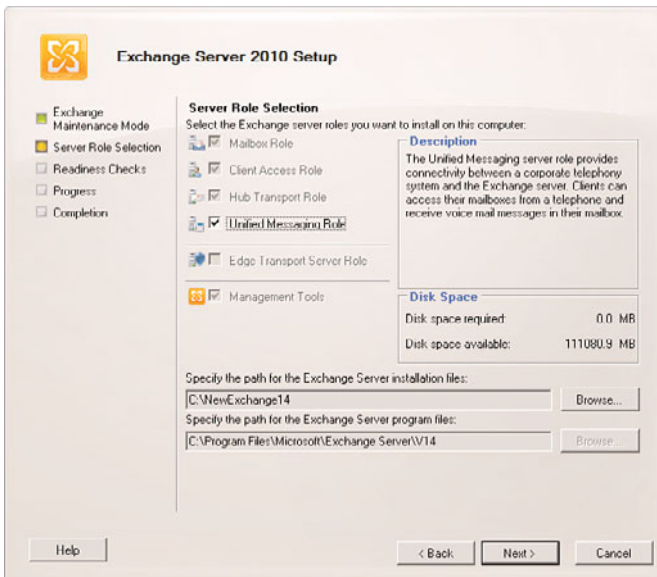 Exchange Server 2010 Setup
Exchange
Maintenance Mode
Server Role Selection
Readiness Checks
Progress
Completion
Server Role Selection
Select the Exchange server roles you want to install on this computer:
Mailbox Role
Client Access Role
Hub Transport Role
Unified Messaging Role
Edge Transport Server Role
Management Tools
Description
The Unified Messaging server role provides
connectivity between a corporate telephony
system and the Exchange server. Clients can
access their mailboxes from a telephone and
receive voice mail messages in their mailbox.
Disk Space
Disk space required: 0.0 MB
Disk space available: 111080.9 MB
Specify the path for the Exchange Server installation files:
C:\NewExchange14
Browse...
Specify the path for the Exchange Server program files:
C:\Program Files\Microsoft\Exchange Server\V14
Browse...
Help
< Back
Next >
Cancel